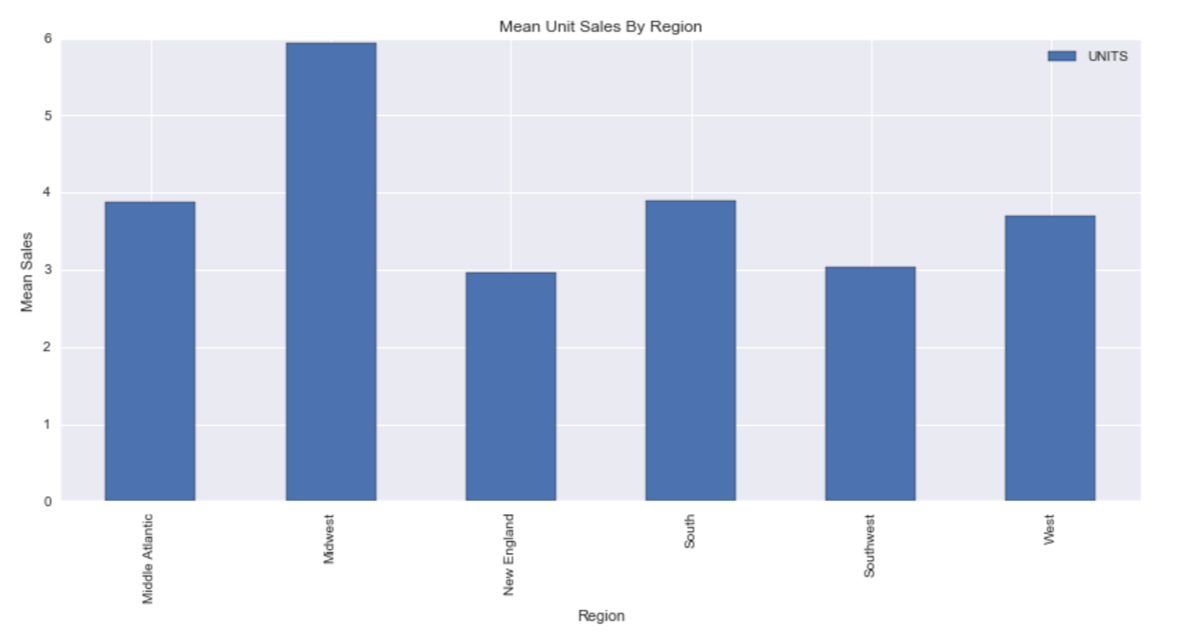 Mean Unit Sales By Region
UNITS
6
5
4
3
2
1
0
Mean Sales
Middle Atlantic
Midwest
New England
South
Southwest
West
Region